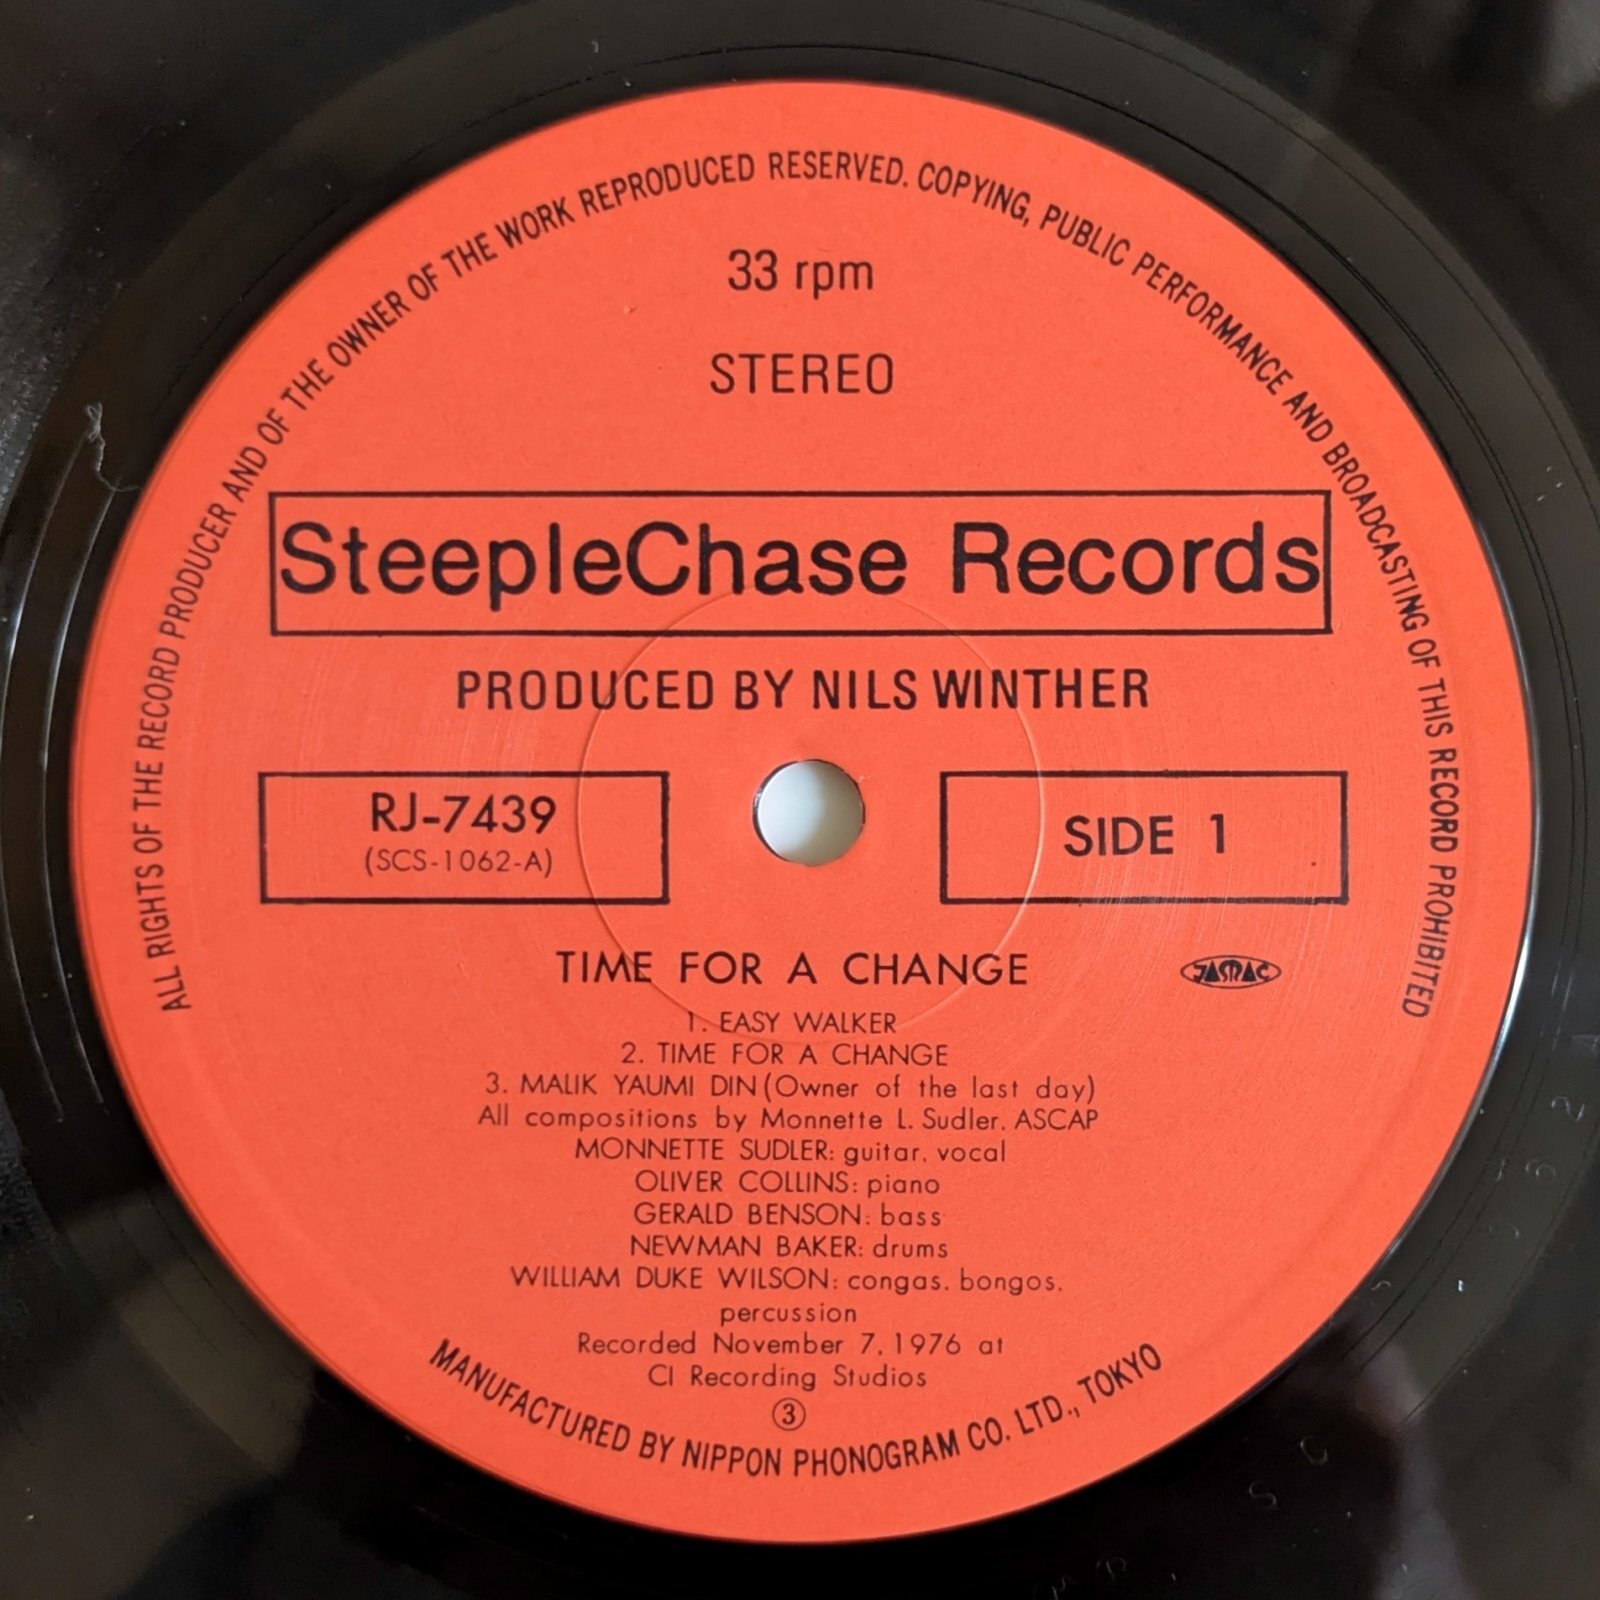 ALL RIGHTS OF THE RECORD PRODUCER AND OF THE OWNER OF THE WORK REPRODUCED RESERVED. COPYING, PUBLIC PERFORMANCE AND BROADCASTING OF THIS RECORD PROHIBITED
33 rpm
STEREO
SteepleChase Records
PRODUCED BY NILS WINTHER
RJ-7439
(SCS-1062-A)
SIDE 1
TIME FOR A CHANGE
JASRAC
1. EASY WALKER
2. TIME FOR A CHANGE
3. MALIK YAUMI DIN (Owner of the last day)
All compositions by Monnette L. Sudler. ASCAP
MONNETTE SUDLER: guitar. vocal
OLIVER COLLINS: piano
GERALD BENSON: bass
NEWMAN BAKER: drums
WILLIAM DUKE WILSON: congas. bongos.
percussion
Recorded November 7. 1976 at
CI Recording Studios
③
MANUFACTURED BY NIPPON PHONOGRAM CO. LTD., TOKYO